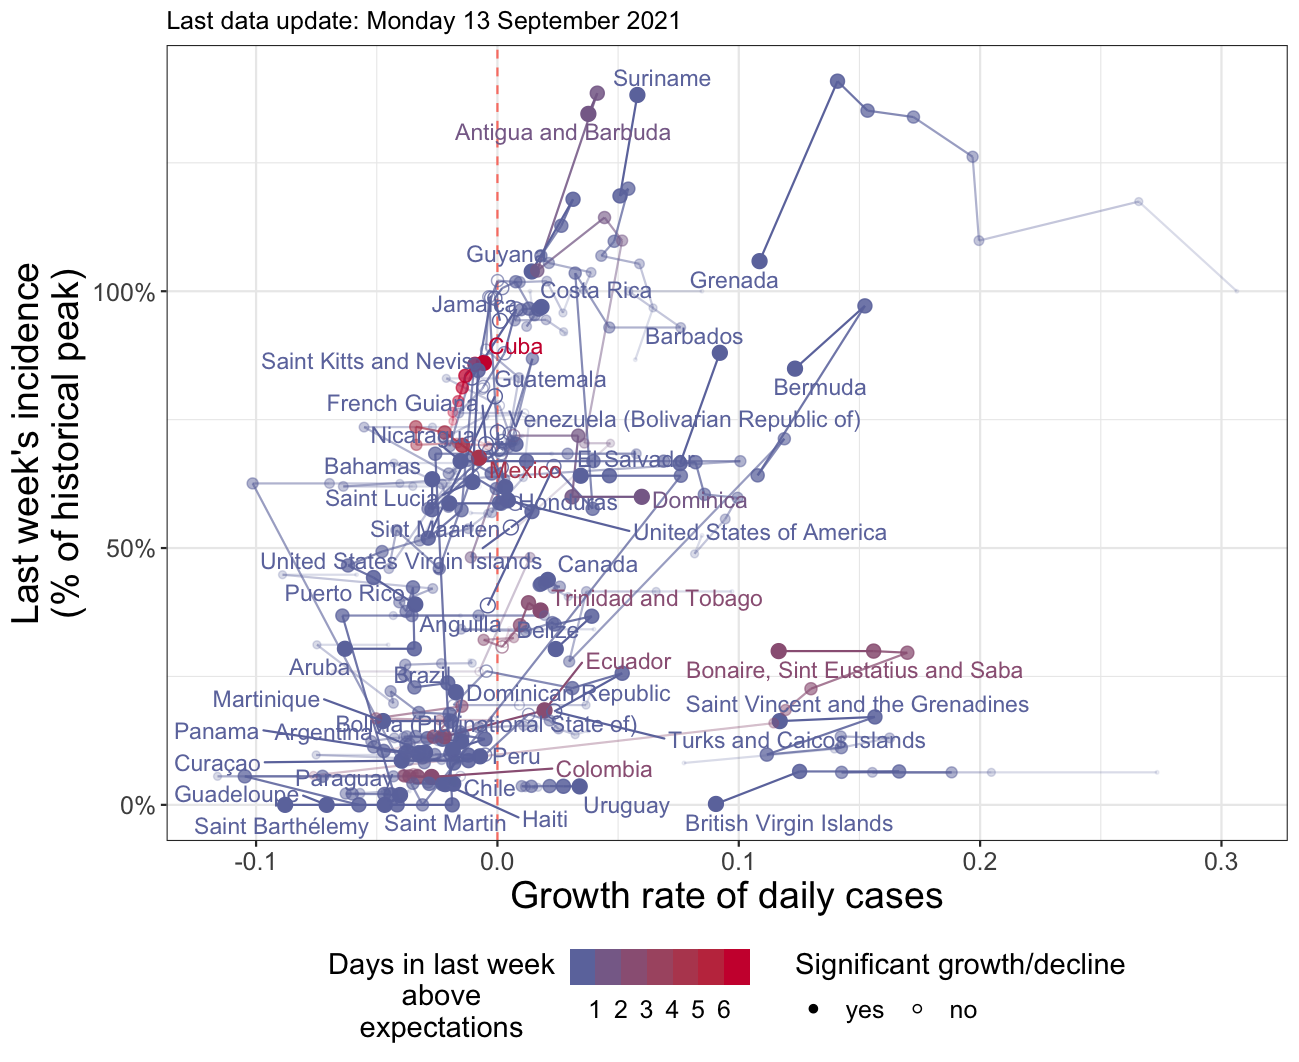 Last data update: Monday 13 September 2021
Last week's incidence
(% of historical peak)
100%
50%
0%
Suriname
Antigua and Barbuda
Guyana
Grenada
Costa Rica
Jamaica
Barbados
Cuba
Saint Kitts and Nevis
Guatemala
Bermuda
French Guiana
Venezuela (Bolivarian Republic of)
Nicaragua
El Salvador
Bahamas
Mexico
Saint Lucia
Honduras
Dominica
Sint Maarten
United States of America
United States Virgin Islands
Canada
Puerto Rico
Trinidad and Tobago
Anguilla
Belize
Aruba
Ecuador
Bonaire, Sint Eustatius and Saba
Brazil
Martinique
Dominican Republic
Saint Vincent and the Grenadines
Panama
Argentina
Bolivia (Plurinational State of)
Turks and Caicos Islands
Curaçao
Peru
Colombia
Paraguay
Guadeloupe
Chile
Uruguay
Saint Barthélemy
Saint Martin
Haiti
British Virgin Islands
-0.1
0.0
0.1
0.2
0.3
Growth rate of daily cases
Days in last week
above
expectations
1 2 3 4 5 6
Significant growth/decline
yes
no